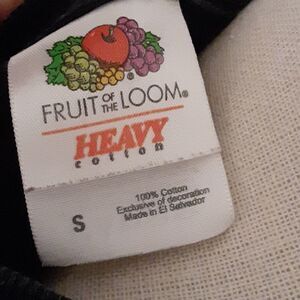 FRUIT OF THE LOOM®
HEAVY
cotton
S
100% Cotton
Exclusive of decoration
Made in El Salvador